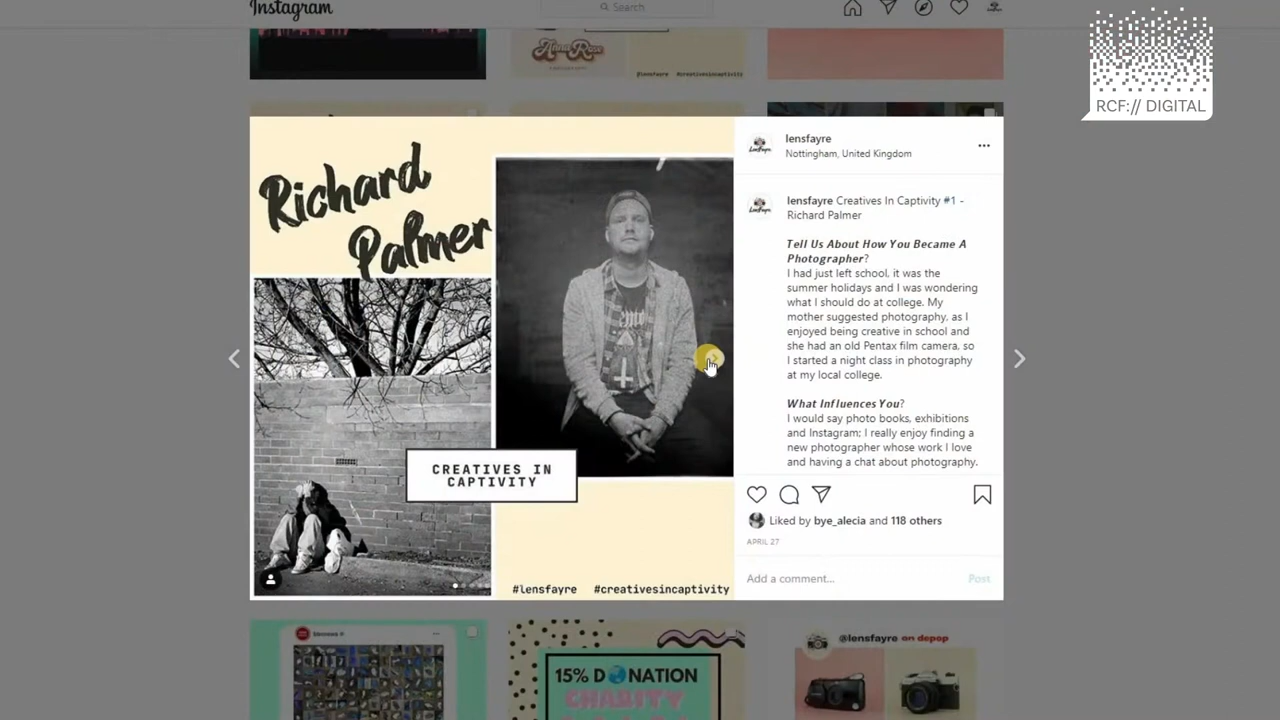 Instagram
Search
RCF:// DIGITAL
Anna Rose
#lensfayre #creativesincaptivity
Richard
Palmer
CREATIVES IN
CAPTIVITY
#lensfayre #creativesincaptivity
lensfayre
Nottingham, United Kingdom
lensfayre Creatives In Captivity #1 -
Richard Palmer
Tell Us About How You Became A
Photographer?
I had just left school, it was the
summer holidays and I was wondering
what I should do at college. My
mother suggested photography, as I
enjoyed being creative in school and
she had an old Pentax film camera, so
I started a night class in photography
at my local college.
What Influences You?
I would say photo books, exhibitions
and Instagram; I really enjoy finding a
new photographer whose work I love
and having a chat about photography.
Liked by bye_alecia and 118 others
APRIL 27
Add a comment...
Post
15% DONATION
CHARITY
@lensfayre on depop